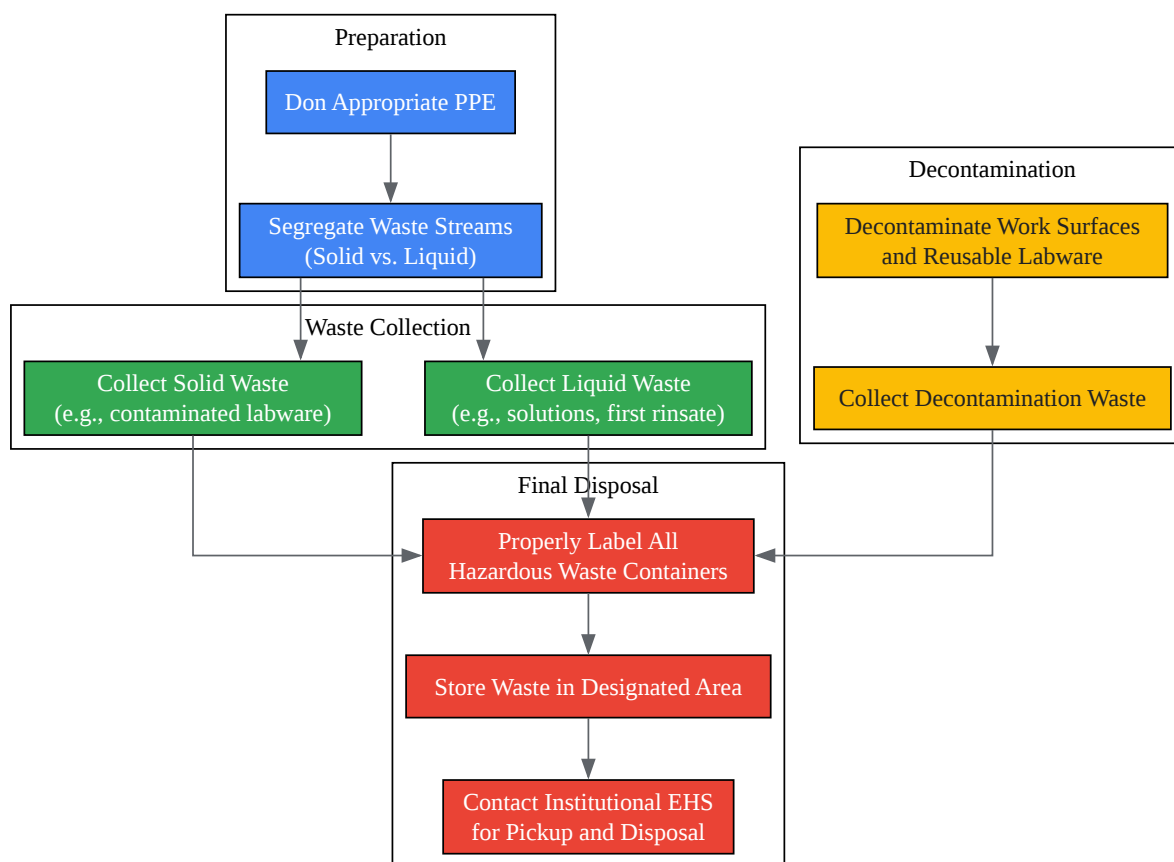 Preparation
Don Appropriate PPE
Segregate Waste Streams
(Solid vs. Liquid)
Decontamination
Decontaminate Work Surfaces
and Reusable Labware
Collect Decontamination Waste
Waste Collection
Collect Solid Waste
(e.g., contaminated labware)
Collect Liquid Waste
(e.g., solutions, first rinsate)
Final Disposal
Properly Label All
Hazardous Waste Containers
Store Waste in Designated Area
Contact Institutional EHS
for Pickup and Disposal